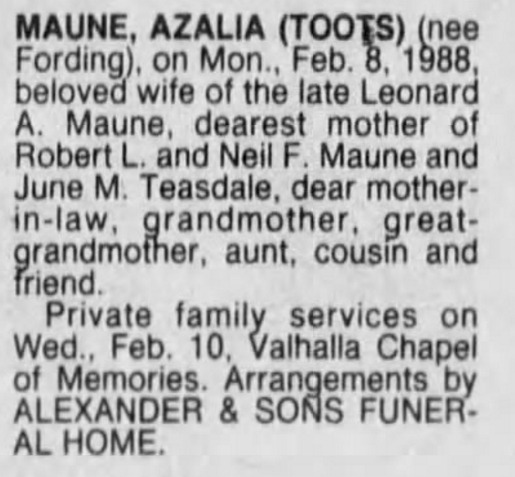 MAUNE, AZALIA (TOOTS) (nee
Fording), on Mon., Feb. 8, 1988,
beloved wife of the late Leonard
A. Maune, dearest mother of
Robert L. and Neil F. Maune and
June M. Teasdale, dear mother-
in-law, grandmother, great-
grandmother, aunt, cousin and
friend.
Private family services on
Wed., Feb. 10, Valhalla Chapel
of Memories. Arrangements by
ALEXANDER & SONS FUNER-
AL HOME.